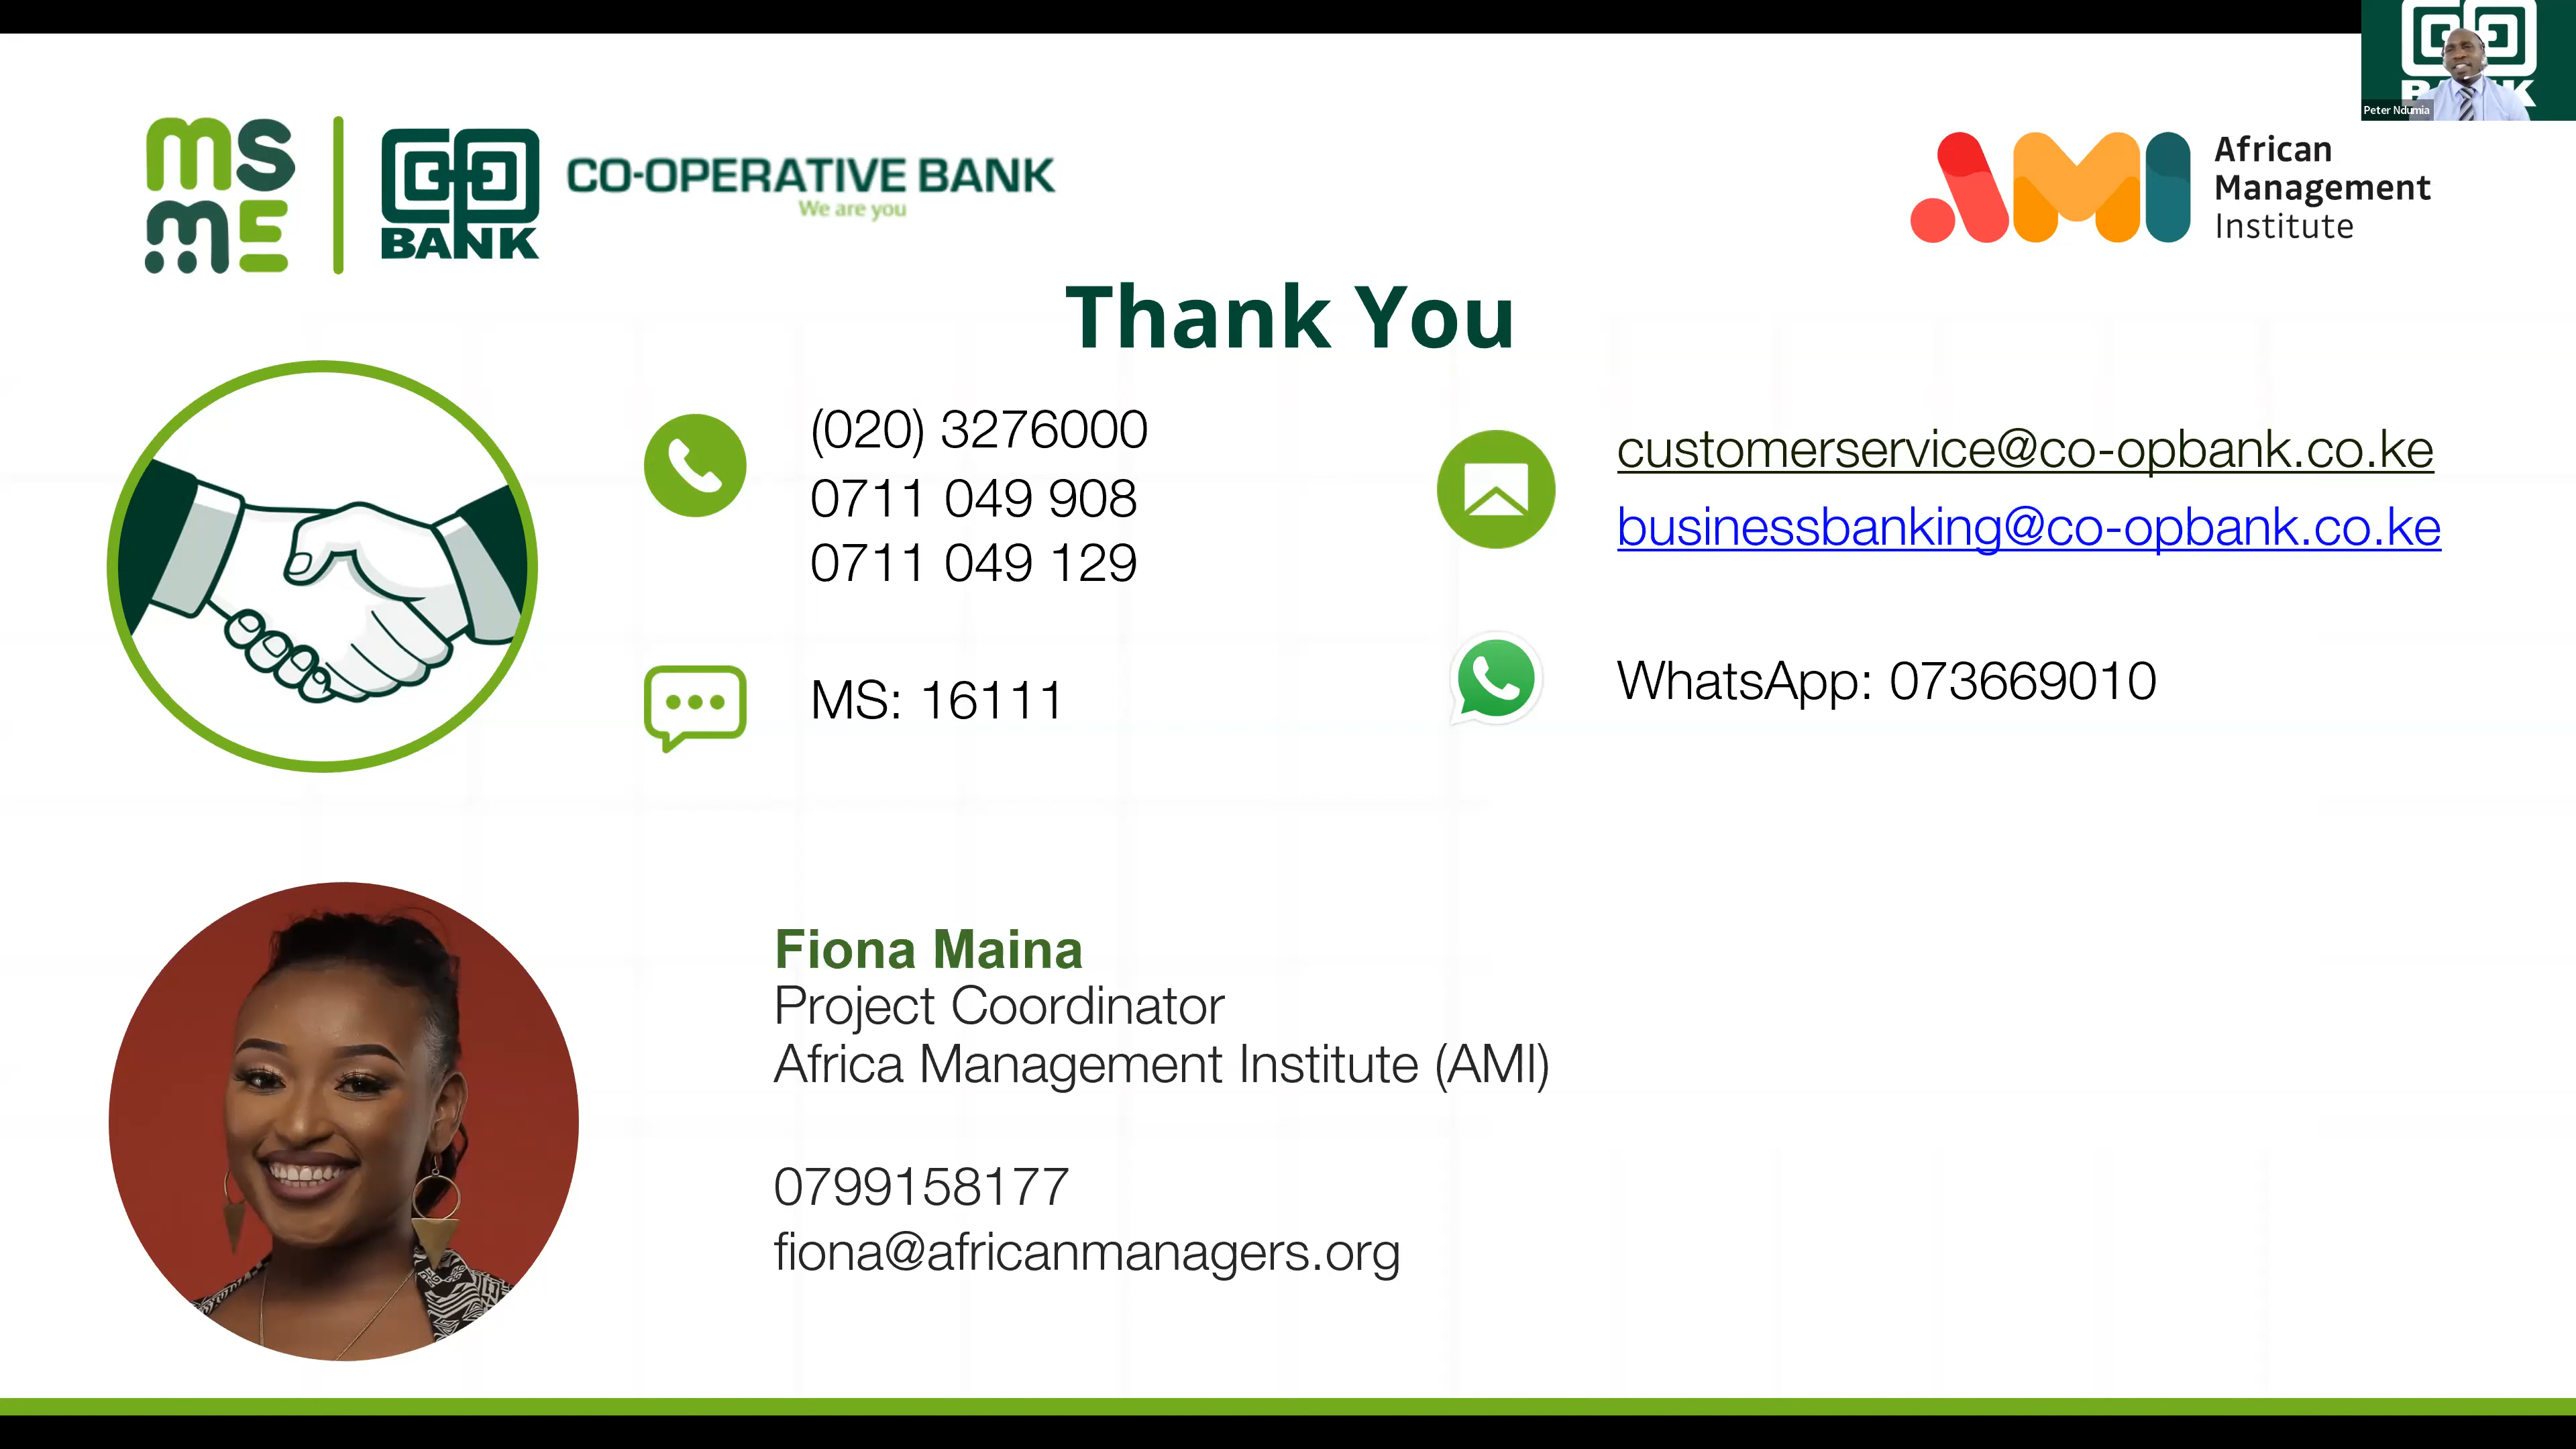 Peter Ndumia
BANK
ms
mE
BANK
CO-OPERATIVE BANK
We are you
AMI
African
Management
Institute
Thank You
(020) 3276000
0711 049 908
0711 049 129
customerservice@co-opbank.co.ke
businessbanking@co-opbank.co.ke
MS: 16111
WhatsApp: 073669010
Fiona Maina
Project Coordinator
Africa Management Institute (AMI)
0799158177
fiona@africanmanagers.org